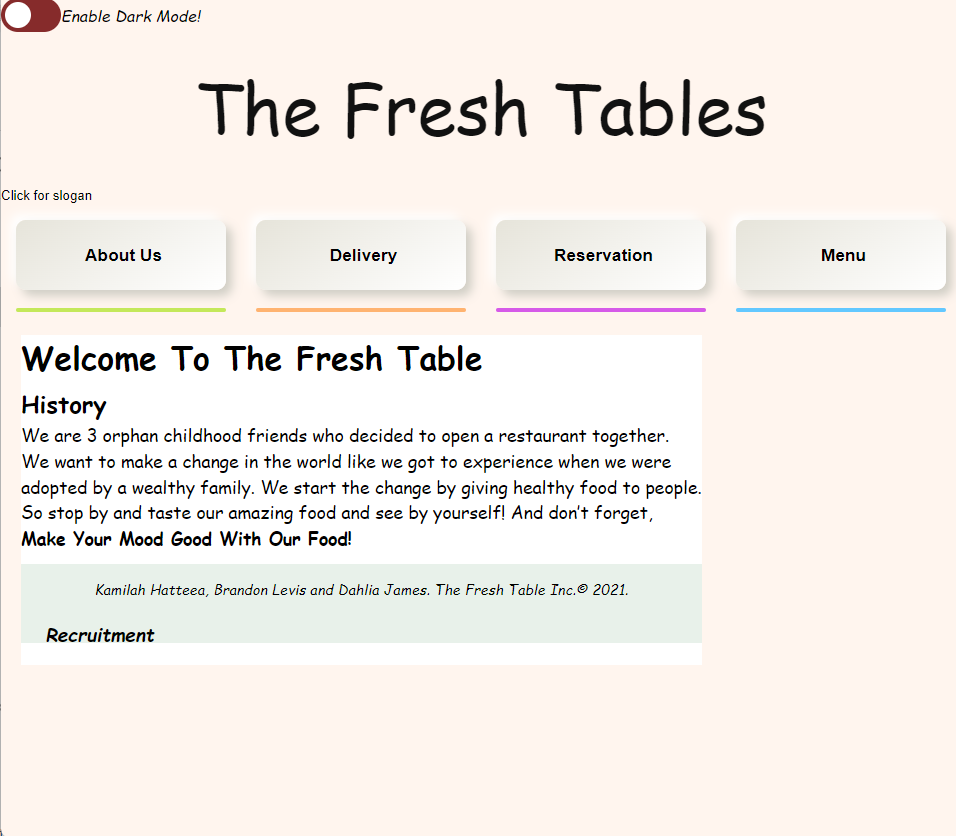 Enable Dark Mode!
The Fresh Tables
Click for slogan
About Us
Delivery
Reservation
Menu
Welcome To The Fresh Table
History
We are 3 orphan childhood friends who decided to open a restaurant together.
We want to make a change in the world like we got to experience when we were
adopted by a wealthy family. We start the change by giving healthy food to people.
So stop by and taste our amazing food and see by yourself! And don't forget,
Make Your Mood Good With Our Food!
Kamilah Hatteea, Brandon Levis and Dahlia James. The Fresh Table Inc.© 2021.
Recruitment